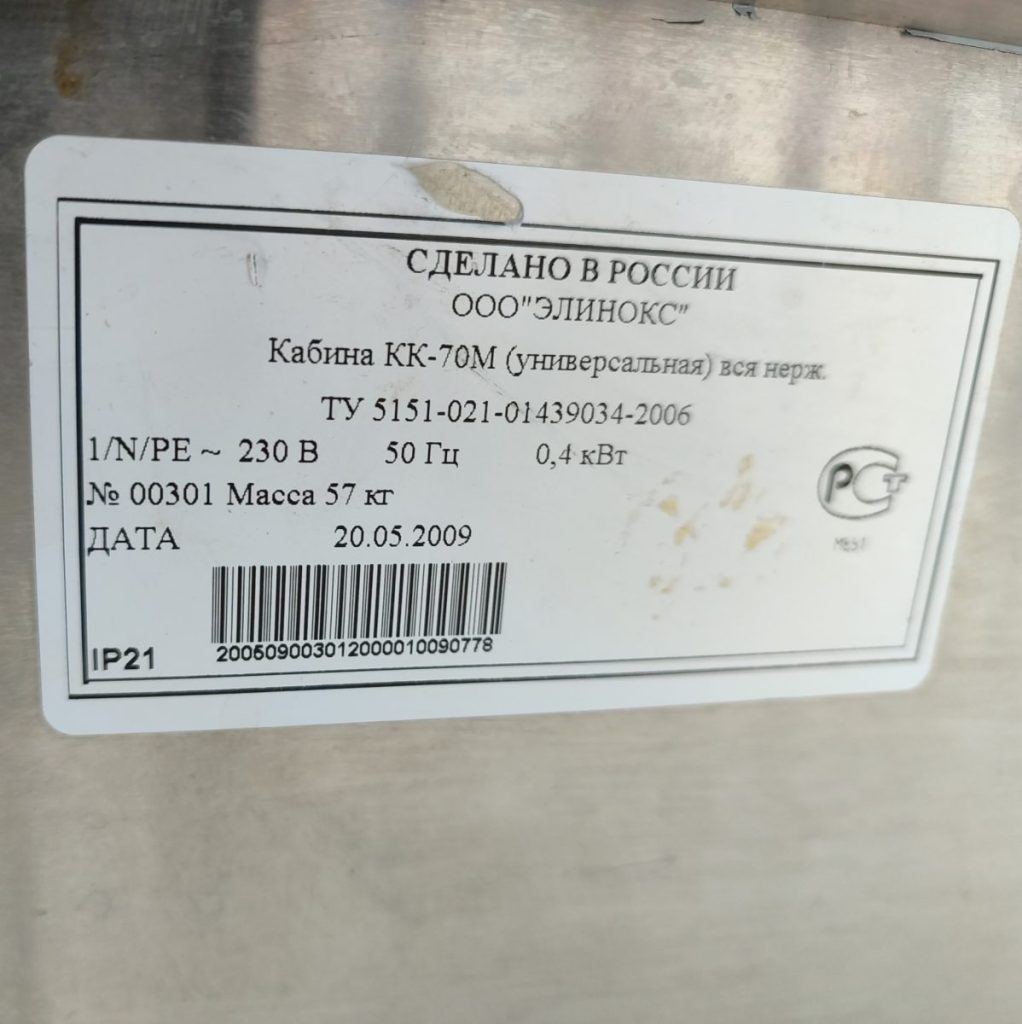 СДЕЛАНО В РОССИИ
ООО"ЭЛИНОКС"
Кабина КК-70М (универсальная) вся нерж.
ТУ 5151-021-01439034-2006
1/N/PE ~ 230 В 50 Гц 0,4 кВт
№ 00301 Масса 57 кг
ДАТА 20.05.2009
РСТ
200509003012000010090778
IP21